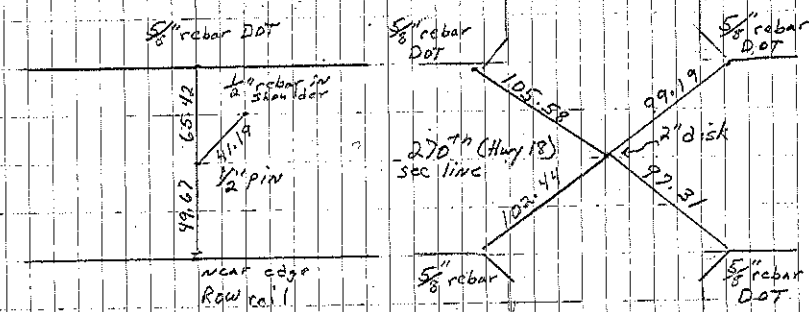 5/8" rebar DOT
65.42
1/2" rebar in
shoulder
41.19
1/2" pin
49.67
near edge
Row rail
5/8" rebar
DOT
105.58
99.19
5/8" rebar
DOT
2" disk
270th (Hwy 18)
sec line
102.44
97.31
5/8" rebar
5/8" rebar
DOT